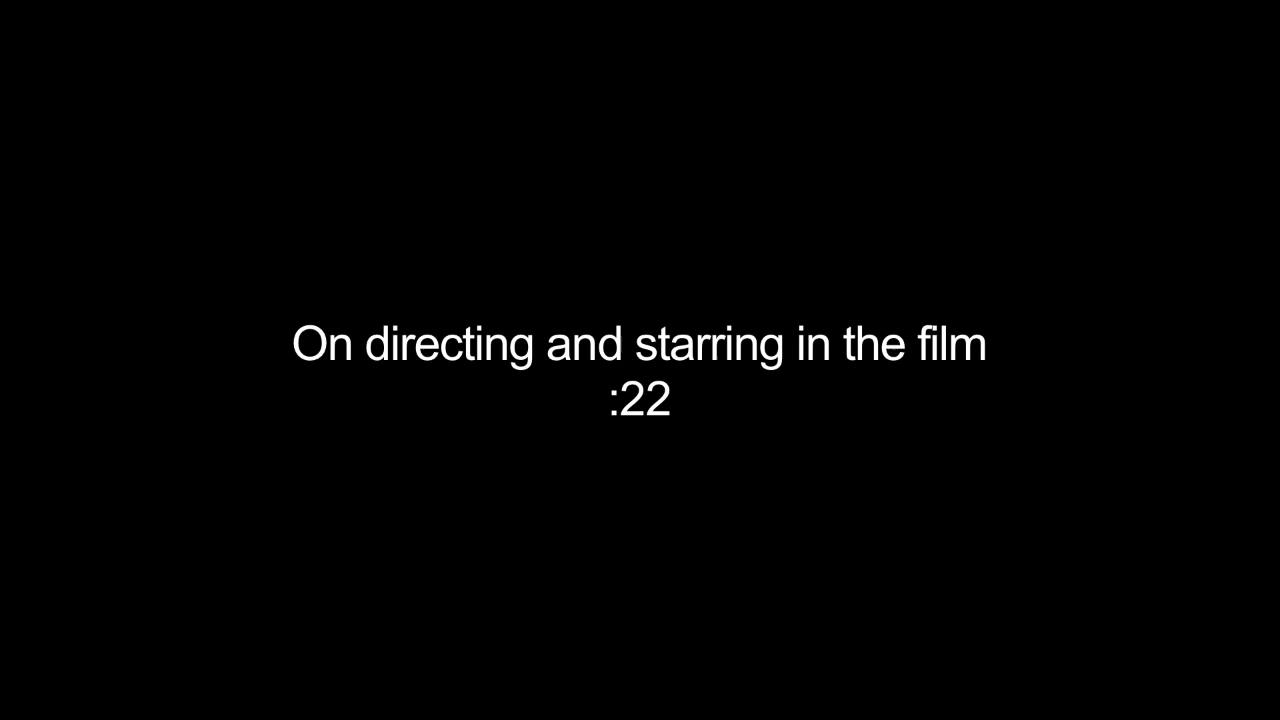 On directing and starring in the film
:22